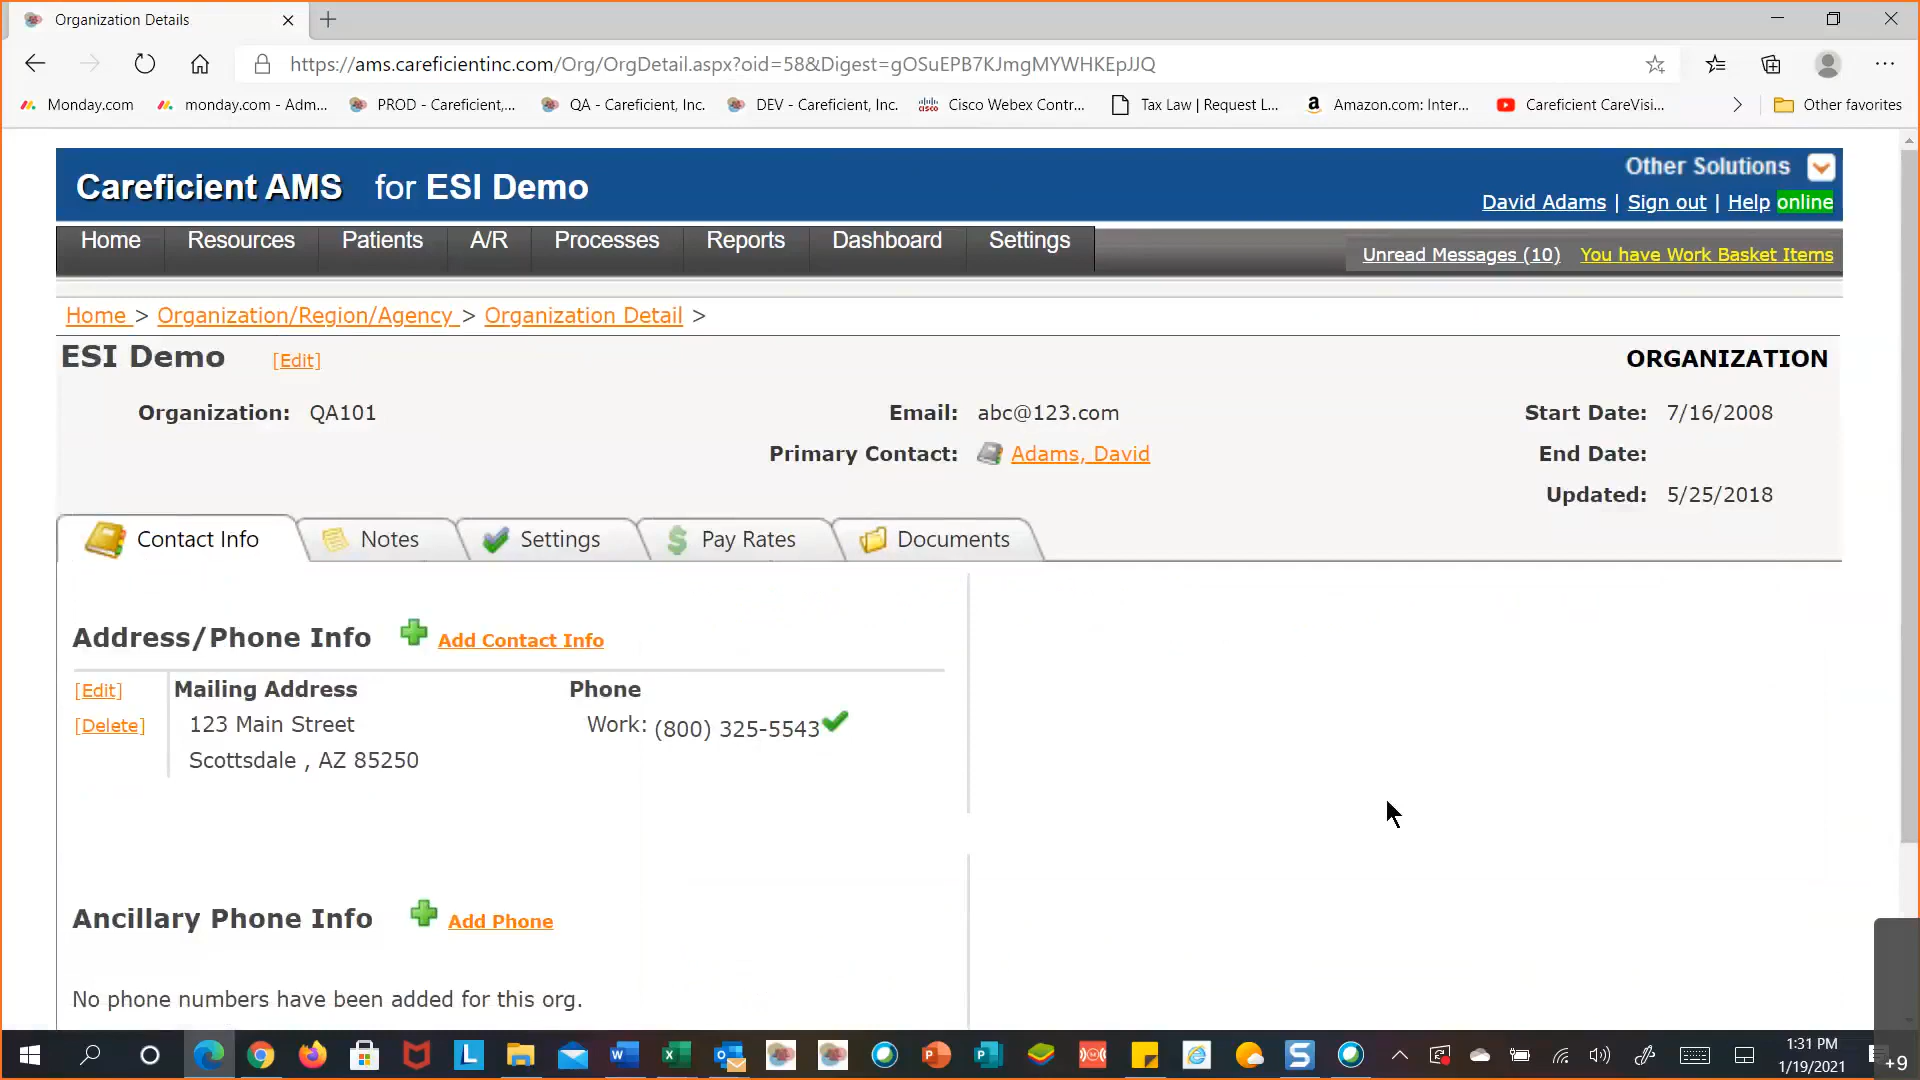 Organization Details
https://ams.careficientinc.com/Org/OrgDetail.aspx?oid=58&Digest=gOSuEPB7KJmgMYWHKEpJJQ
Monday.com monday.com - Adm... PROD - Careficient,... QA - Careficient, Inc. DEV - Careficient, Inc. Cisco Webex Contr... Tax Law | Request L... Amazon.com: Inter... Careficient CareVisi... Other favorites
Careficient AMS for ESI Demo
Other Solutions
David Adams | Sign out | Help online
Home Resources Patients A/R Processes Reports Dashboard Settings
Unread Messages (10) You have Work Basket Items
Home > Organization/Region/Agency > Organization Detail >
ESI Demo [Edit] ORGANIZATION
Organization: QA101 Email: abc@123.com Start Date: 7/16/2008
Primary Contact: Adams, David End Date:
Updated: 5/25/2018
Contact Info Notes Settings Pay Rates Documents
Address/Phone Info Add Contact Info
[Edit] Mailing Address Phone
[Delete] 123 Main Street Work: (800) 325-5543
Scottsdale , AZ 85250
Ancillary Phone Info Add Phone
No phone numbers have been added for this org.
1:31 PM
1/19/2021
+9